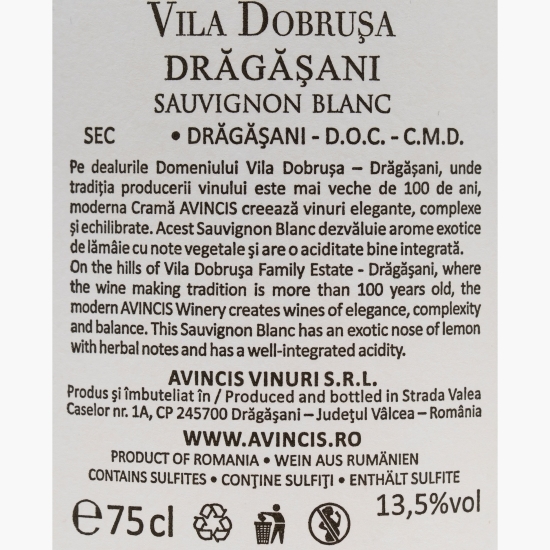 VILA DOBRUȘA
DRĂGĂȘANI
SAUVIGNON BLANC
SEC • DRĂGĂȘANI - D.O.C. - C.M.D.
Pe dealurile Domeniului Vila Dobrușa – Drăgășani, unde
tradiția producerii vinului este mai veche de 100 de ani,
moderna Cramă AVINCIS creează vinuri elegante, complexe
și echilibrate. Acest Sauvignon Blanc dezvăluie arome exotice
de lămâie cu note vegetale și are o aciditate bine integrată.
On the hills of Vila Dobrușa Family Estate - Drăgășani, where
the wine making tradition is more than 100 years old, the
modern AVINCIS Winery creates wines of elegance, complexity
and balance. This Sauvignon Blanc has an exotic nose of lemon
with herbal notes and has a well-integrated acidity.
AVINCIS VINURI S.R.L.
Produs și îmbuteliat în / Produced and bottled in Strada Valea
Caselor nr. 1A, CP 245700 Drăgășani – Județul Vâlcea – România
WWW.AVINCIS.RO
PRODUCT OF ROMANIA • WEIN AUS RUMÄNIEN
CONTAINS SULFITES • CONȚINE SULFIȚI • ENTHÄLT SULFITE
℮75 cl 13,5%vol